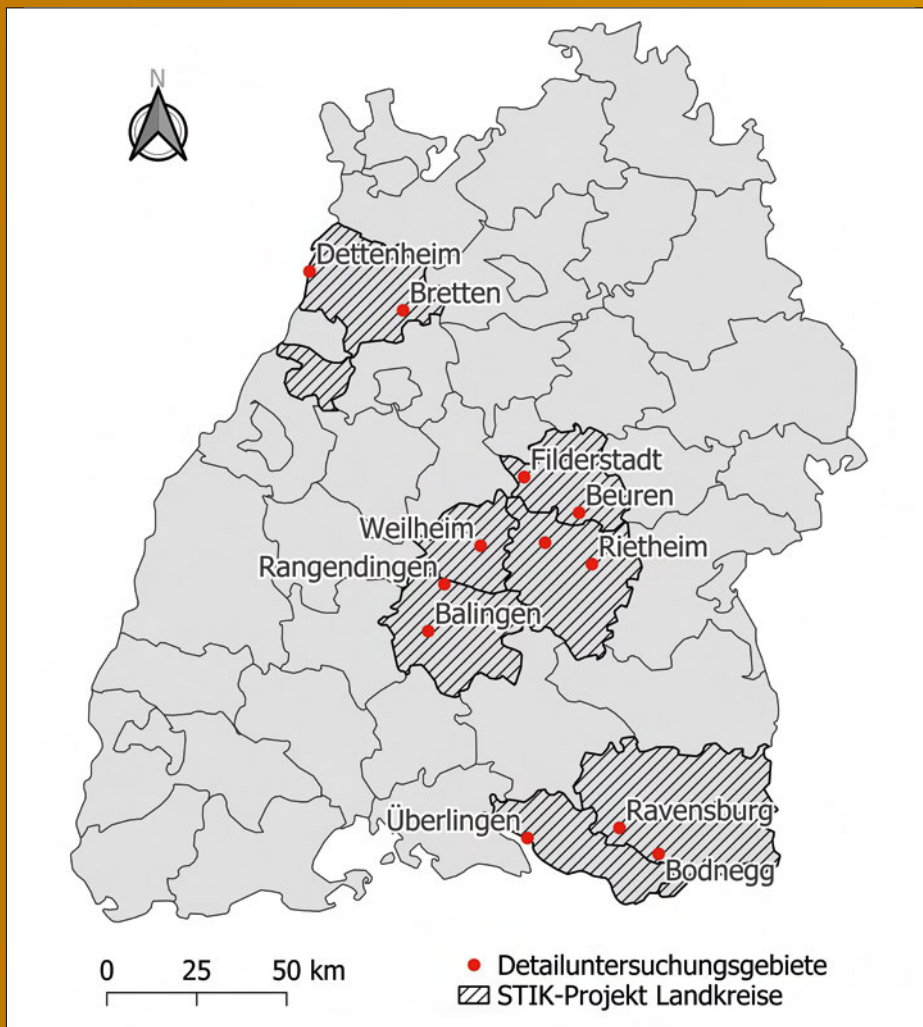 N
Dettenheim
Bretten
Filderstadt
Beuren
Weilheim
Rietheim
Rangendingen
Balingen
Überlingen
Ravensburg
Bodnegg
0 25 50 km
Detailuntersuchungsgebiete
STIK-Projekt Landkreise